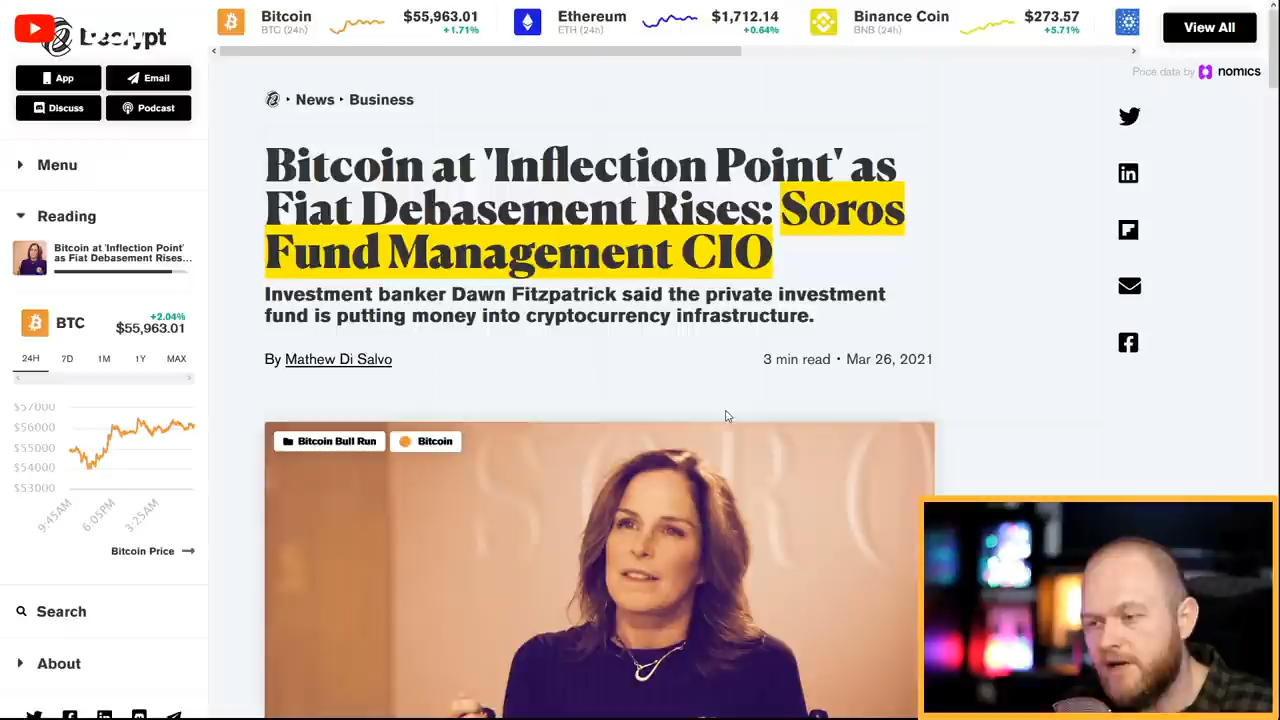 Decrypt
Bitcoin
BTC (24h)
$55,963.01
+1.71%
Ethereum
ETH (24h)
$1,712.14
+0.64%
Binance Coin
BNB (24h)
$273.57
+5.71%
View All
Price data by nomics
App
Email
Discuss
Podcast
Menu
Reading
Bitcoin at 'Inflection Point'
as Fiat Debasement Rises...
BTC
+2.04%
$55,963.01
24H 7D 1M 1Y MAX
$57000
$56000
$55000
$54000
$53000
9:45AM 6:05PM 3:25AM
Bitcoin Price
Search
About
News Business
Bitcoin at 'Inflection Point' as
Fiat Debasement Rises: Soros
Fund Management CIO
Investment banker Dawn Fitzpatrick said the private investment
fund is putting money into cryptocurrency infrastructure.
By Mathew Di Salvo
3 min read • Mar 26, 2021
Bitcoin Bull Run
Bitcoin
SORO